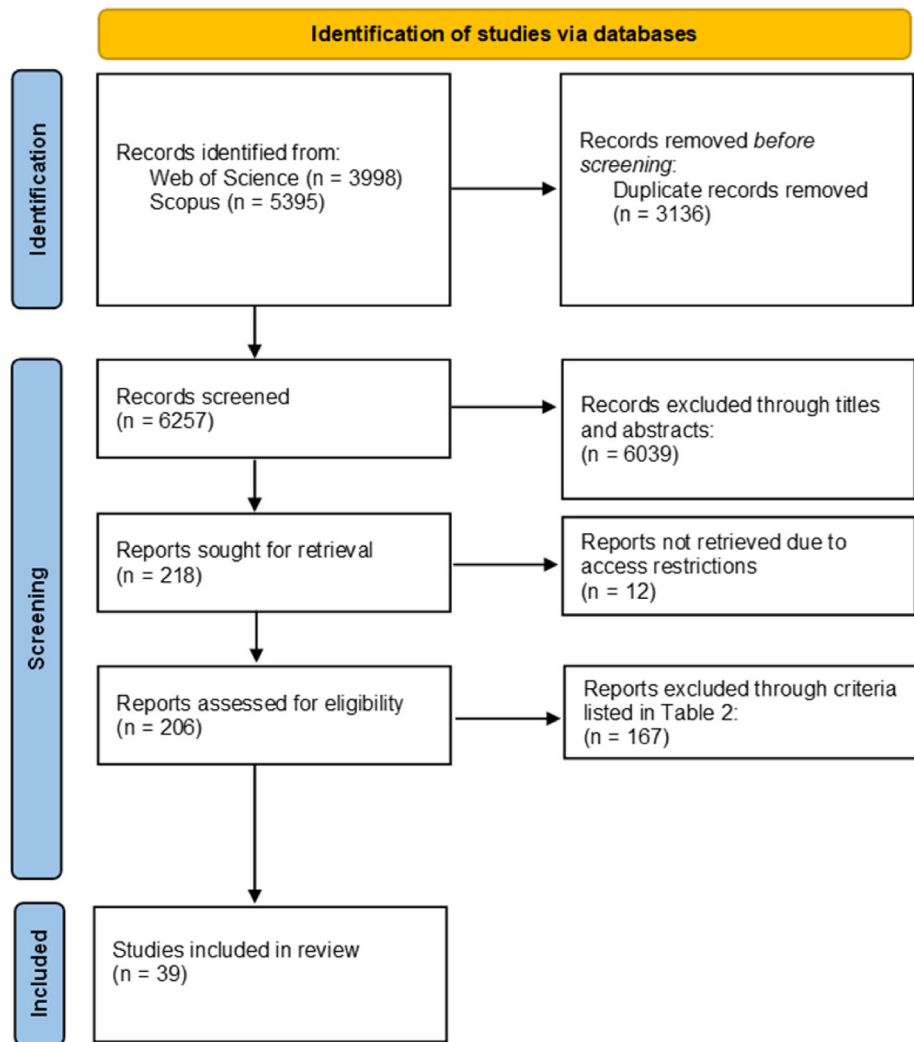 Identification of studies via databases
Identification
Records identified from:
Web of Science (n = 3998)
Scopus (n = 5395)
Records removed before
screening:
Duplicate records removed
(n = 3136)
Screening
Records screened
(n = 6257)
Records excluded through titles
and abstracts:
(n = 6039)
Reports sought for retrieval
(n = 218)
Reports not retrieved due to
access restrictions
(n = 12)
Reports assessed for eligibility
(n = 206)
Reports excluded through criteria
listed in Table 2:
(n = 167)
Included
Studies included in review
(n = 39)